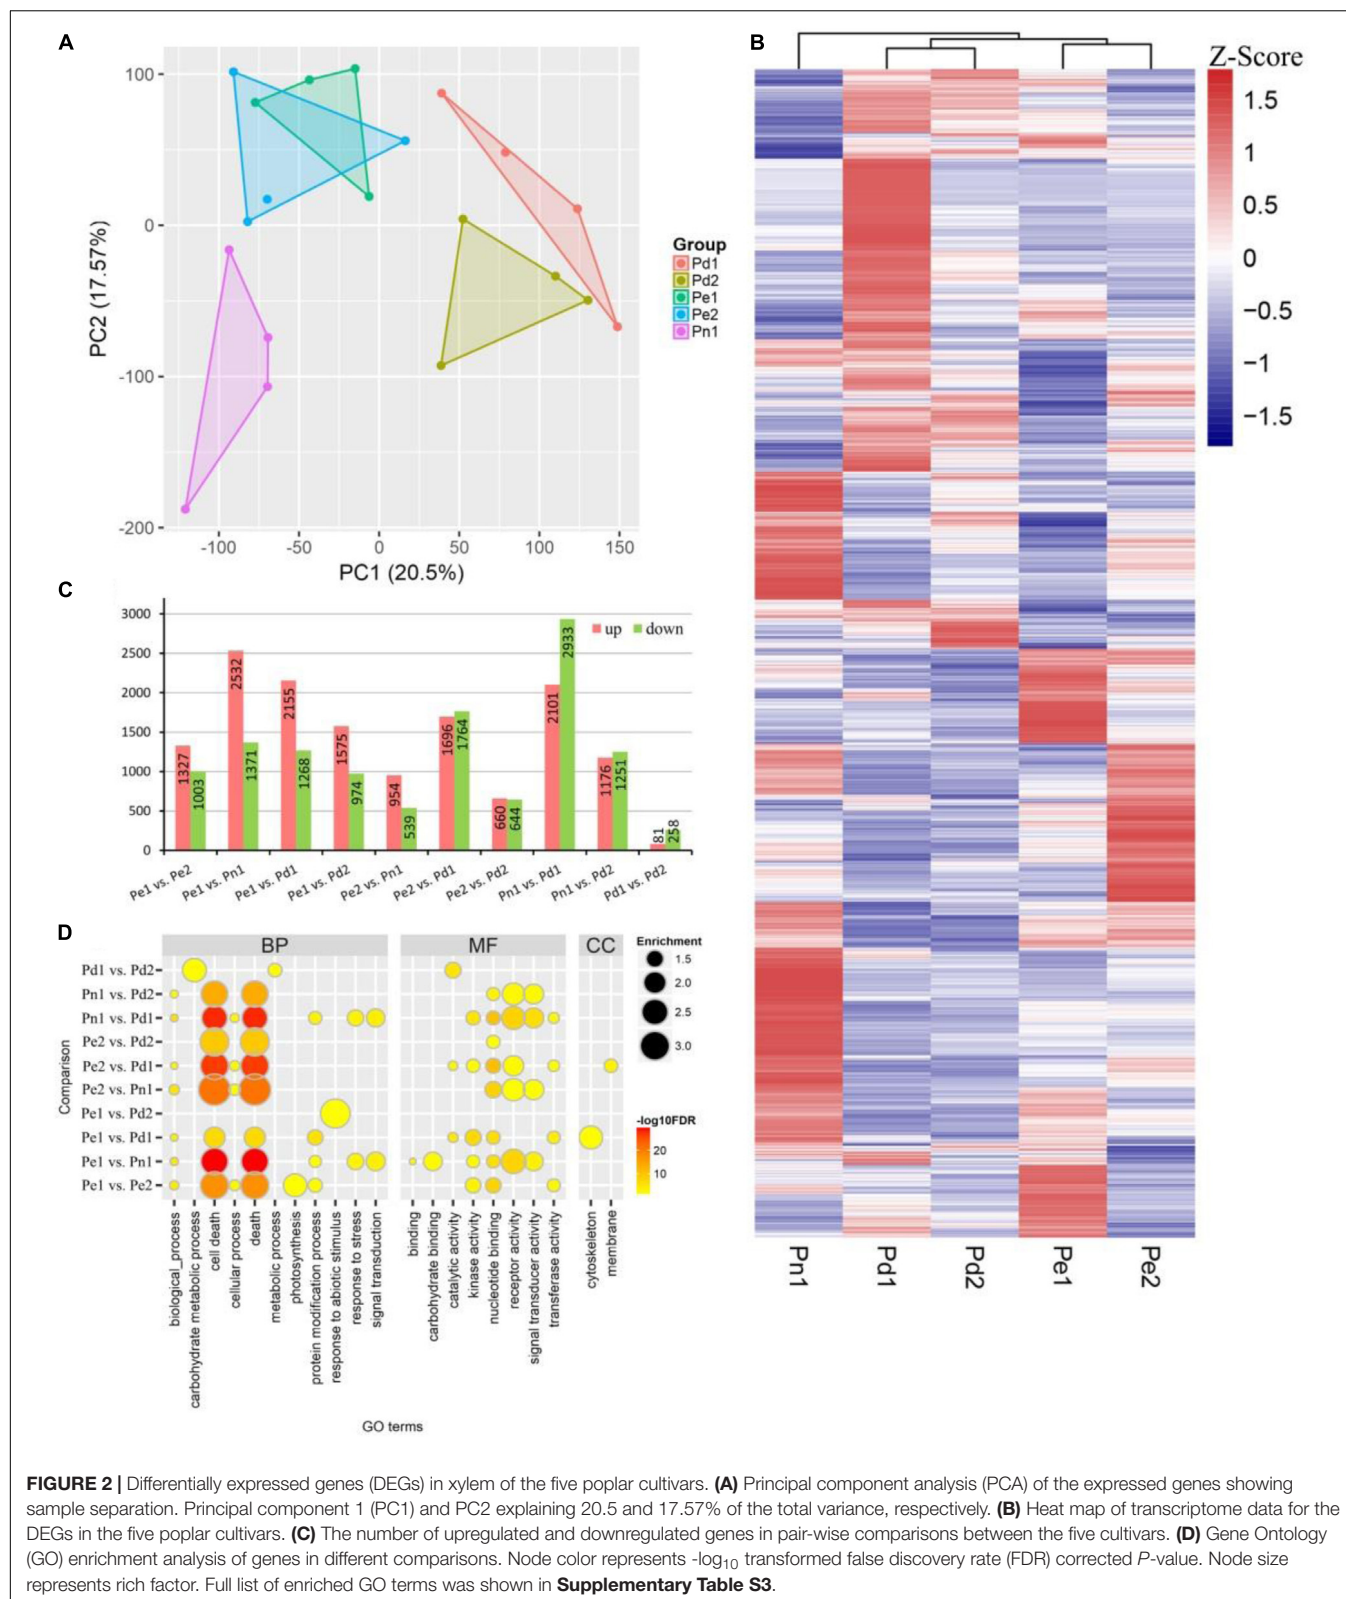 A
100
0
-100
-200
PC2 (17.57%)
-100 -50 0 50 100 150
PC1 (20.5%)
Group
Pd1
Pd2
Pe1
Pe2
Pn1
B
Z-Score
1.5
1
0.5
0
−0.5
−1
−1.5
Pn1 Pd1 Pd2 Pe1 Pe2
C
3000
2500
2000
1500
1000
500
0
up down
1327 1003 2532 1371 2155 1268 1575 974 954 539 1696 1764 660 644 2101 2933 1176 1251 81 258
Pe1 vs. Pe2
Pe1 vs. Pn1
Pe1 vs. Pd1
Pe1 vs. Pd2
Pe2 vs. Pn1
Pe2 vs. Pd1
Pe2 vs. Pd2
Pn1 vs. Pd1
Pn1 vs. Pd2
Pd1 vs. Pd2
D
BP MF CC
Comparison
Pd1 vs. Pd2
Pn1 vs. Pd2
Pn1 vs. Pd1
Pe2 vs. Pd2
Pe2 vs. Pd1
Pe2 vs. Pn1
Pe1 vs. Pd2
Pe1 vs. Pd1
Pe1 vs. Pn1
Pe1 vs. Pe2
Enrichment
1.5
2.0
2.5
3.0
-log10FDR
20
10
biological_process
carbohydrate metabolic process
cell death
cellular process
death
metabolic process
photosynthesis
protein modification process
response to abiotic stimulus
response to stress
signal transduction
binding
carbohydrate binding
catalytic activity
kinase activity
nucleotide binding
receptor activity
signal transducer activity
transferase activity
cytoskeleton
membrane
GO terms
FIGURE 2 | Differentially expressed genes (DEGs) in xylem of the five poplar cultivars. (A) Principal component analysis (PCA) of the expressed genes showing
sample separation. Principal component 1 (PC1) and PC2 explaining 20.5 and 17.57% of the total variance, respectively. (B) Heat map of transcriptome data for the
DEGs in the five poplar cultivars. (C) The number of upregulated and downregulated genes in pair-wise comparisons between the five cultivars. (D) Gene Ontology
(GO) enrichment analysis of genes in different comparisons. Node color represents -log10 transformed false discovery rate (FDR) corrected P-value. Node size
represents rich factor. Full list of enriched GO terms was shown in Supplementary Table S3.